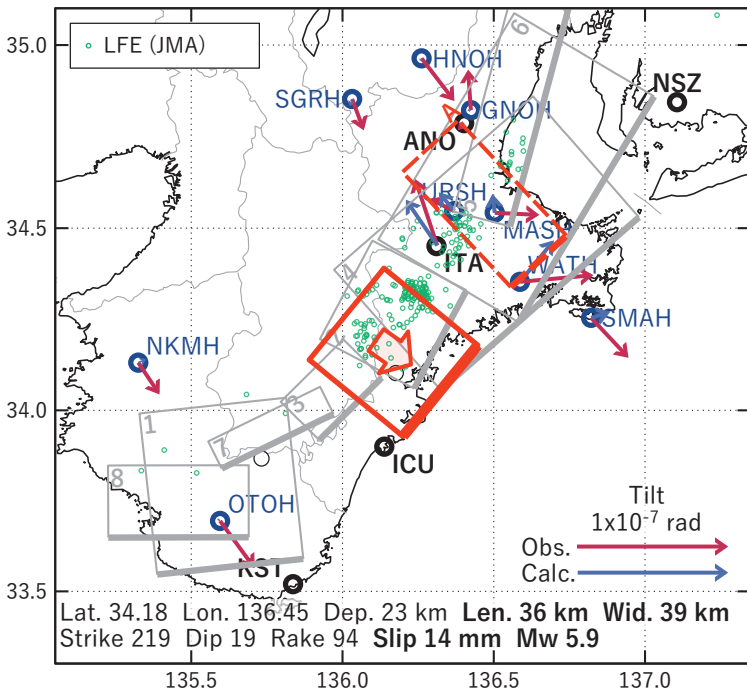 35.0
34.5
34.0
33.5
LFE (JMA)
6
HNOH
NSZ
SGRH
GNOH
ANO
A
URSH
5
MASH
ITA
WATH
4
SMAH
NKMH
2
3
1
7
ICU
8
OTOH
KST
Tilt
1x10⁻⁷ rad
Obs.
Calc.
Lat. 34.18 Lon. 136.45 Dep. 23 km Len. 36 km Wid. 39 km
Strike 219 Dip 19 Rake 94 Slip 14 mm Mw 5.9
135.5 136.0 136.5 137.0